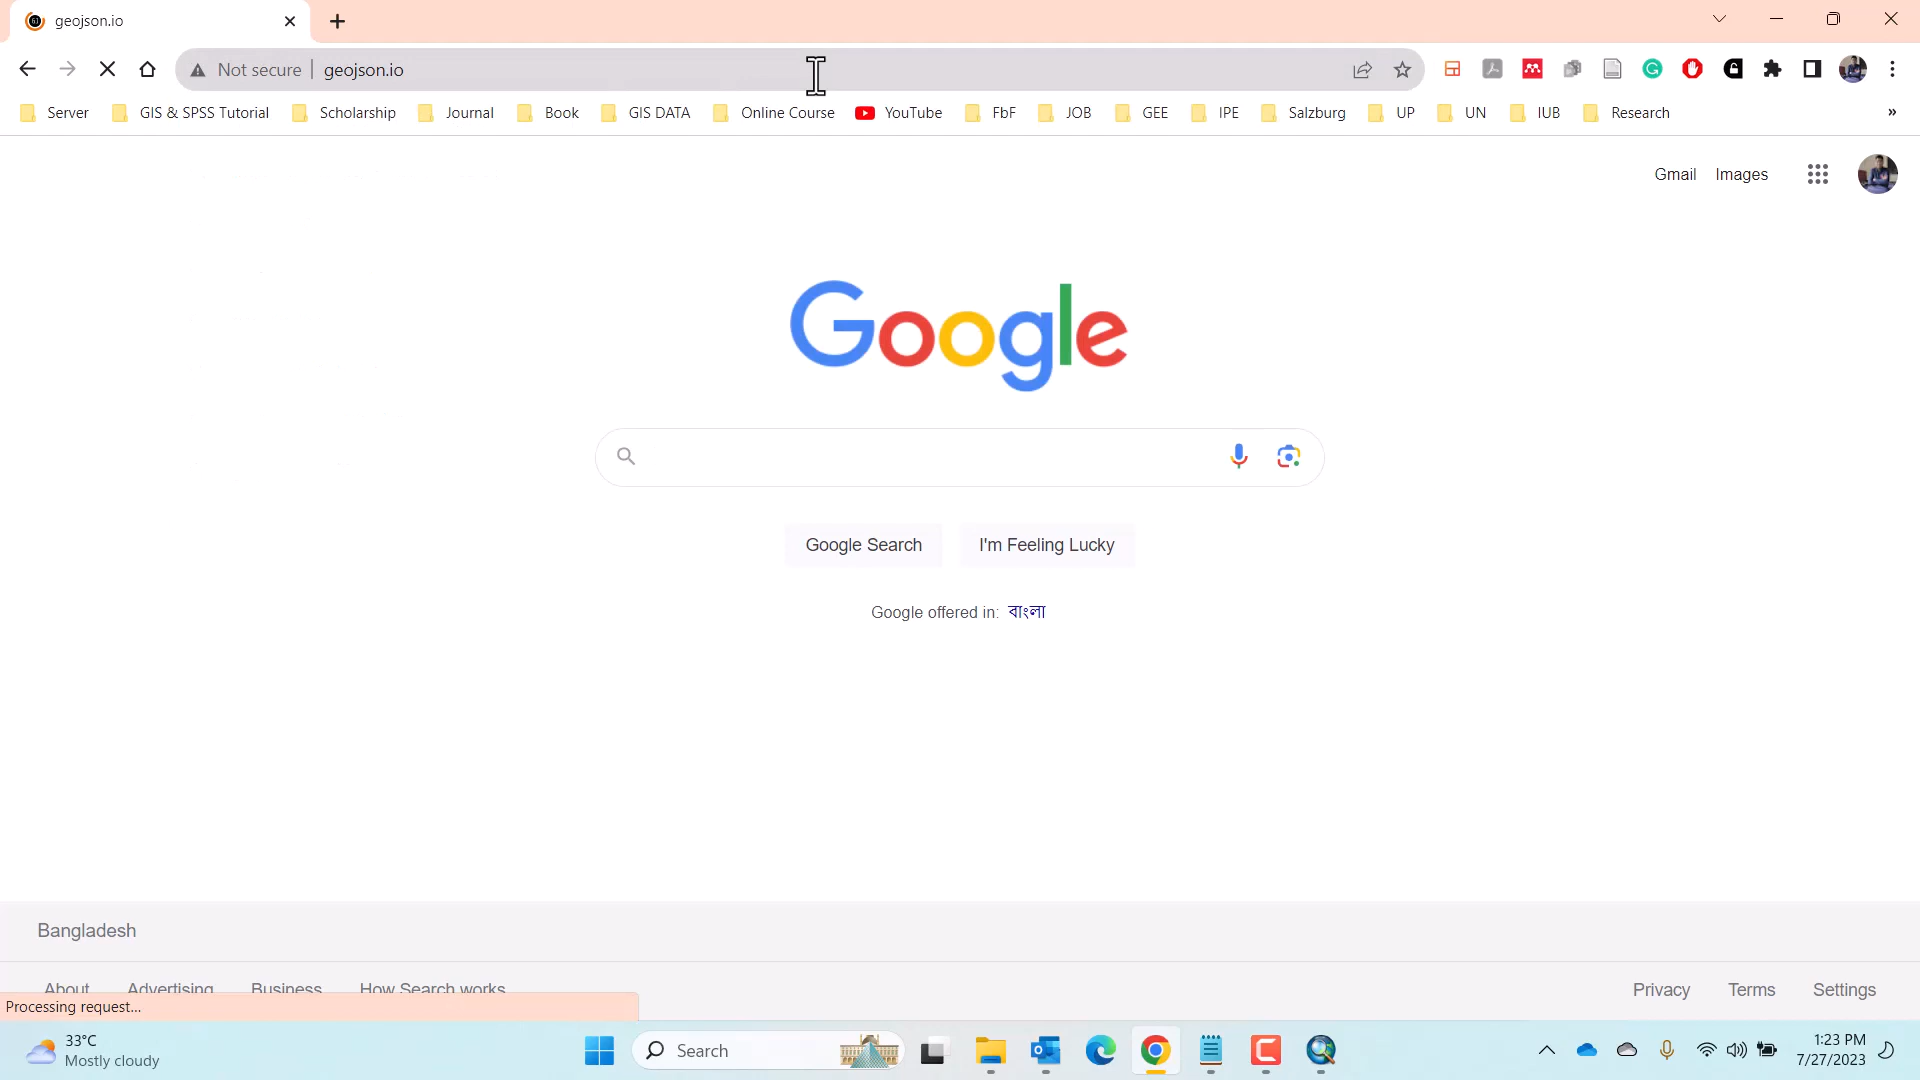 geojson.io
Not secure | geojson.io
Server GIS & SPSS Tutorial Scholarship Journal Book GIS DATA Online Course YouTube FbF JOB GEE IPE Salzburg UP UN IUB Research »
Gmail Images
Google
Google Search I'm Feeling Lucky
Google offered in: বাংলা
Bangladesh
About Advertising Business How Search works Privacy Terms Settings
Processing request...
33°C
Mostly cloudy
Search
1:23 PM
7/27/2023